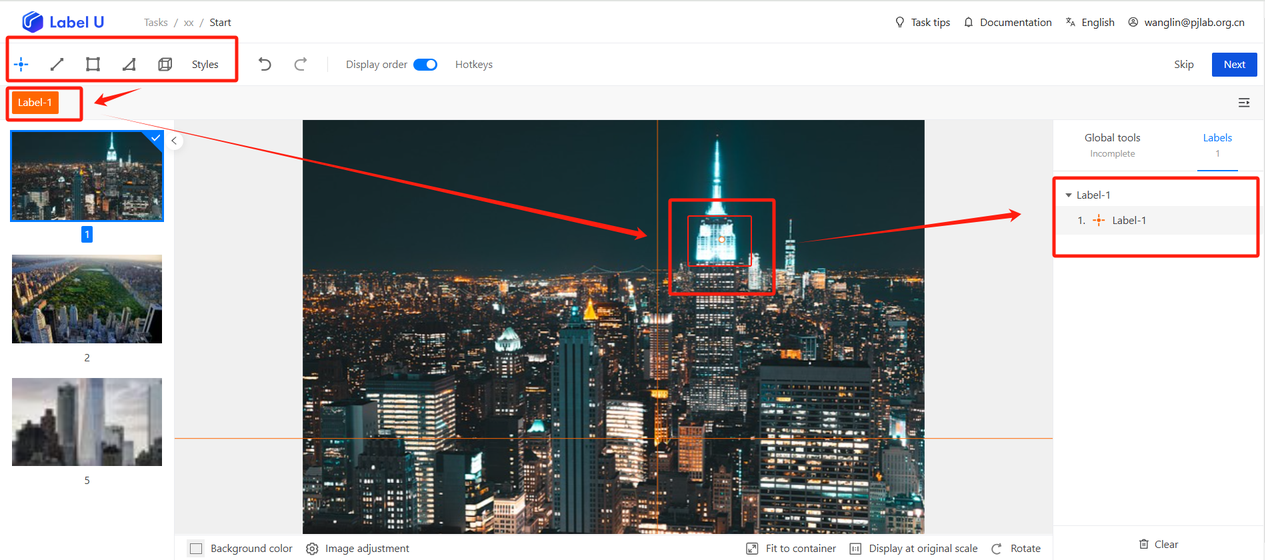 Label U
Tasks / xx / Start
Task tips
Documentation
English
wanglin@pjlab.org.cn
Styles
Display order
Hotkeys
Skip
Next
Label-1
1
2
5
Global tools
Incomplete
Labels
1
Label-1
1. Label-1
Background color
Image adjustment
Fit to container
Display at original scale
Rotate
Clear